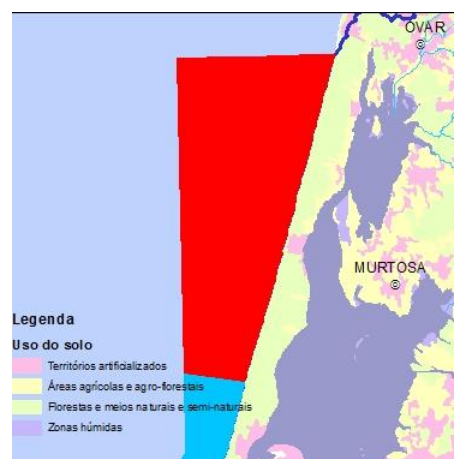 OVAR
MURTOSA
Legenda
Uso do solo
Territórios artificializados
Áreas agrícolas e agro-florestais
Florestas e meios naturais e semi-naturais
Zonas húmidas